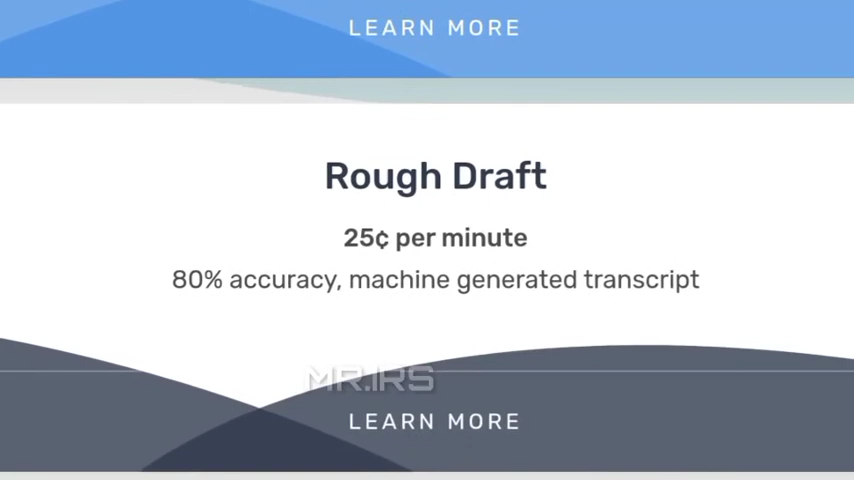 LEARN MORE
Rough Draft
25¢ per minute
80% accuracy, machine generated transcript
MR.IRS
LEARN MORE